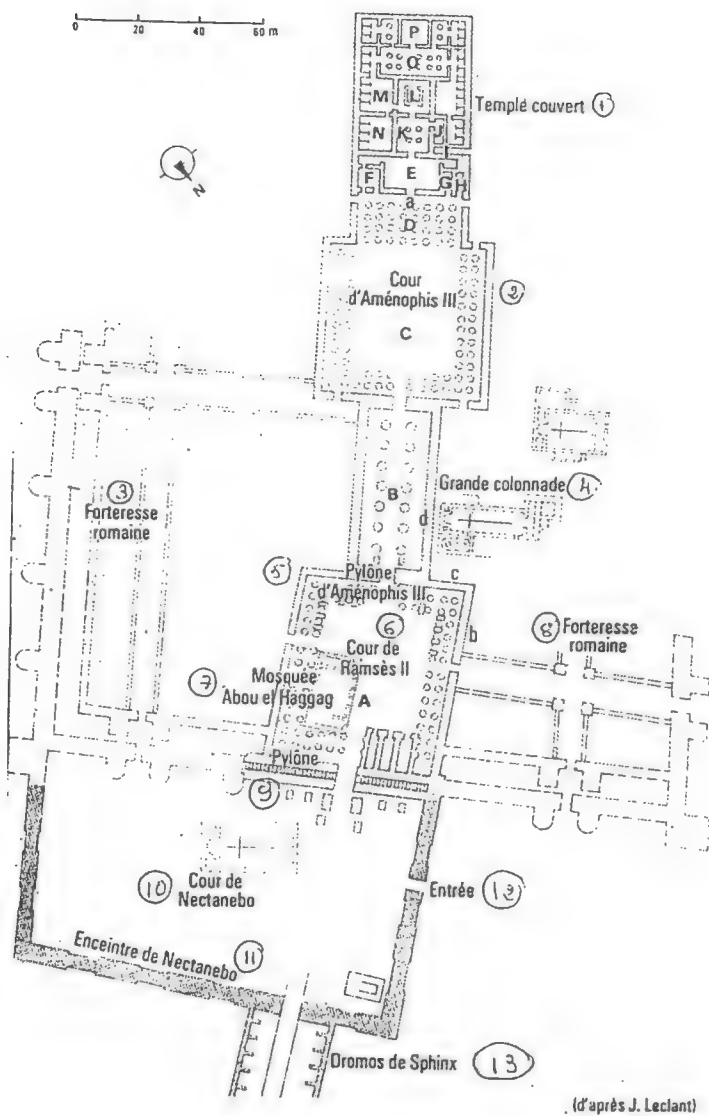 0 20 40 60 m
P
O
M L
Templé couvert 1
N K J
I
F E G H
a
D
N
Cour
d'Aménophis III
2
C
3
Forteresse
romaine
B
Grande colonnade 4
d
5
Pylône
d'Aménophis III
c
6
Cour de
Ramsès II
b
8 Forteresse
romaine
7
Mosquée
Abou el Haggag
A
Pylône
9
10 Cour de
Nectanebo
Entrée 12
Enceintre de Nectanebo 11
Dromos de Sphinx 13
(d'après J. Leclant)